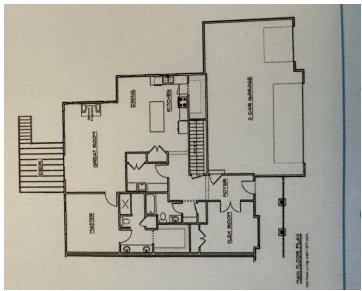 DINING
KITCHEN
3 CAR GARAGE
GREAT ROOM
DECK
FOYER
MASTER
FLEX ROOM
MAIN FLOOR PLAN